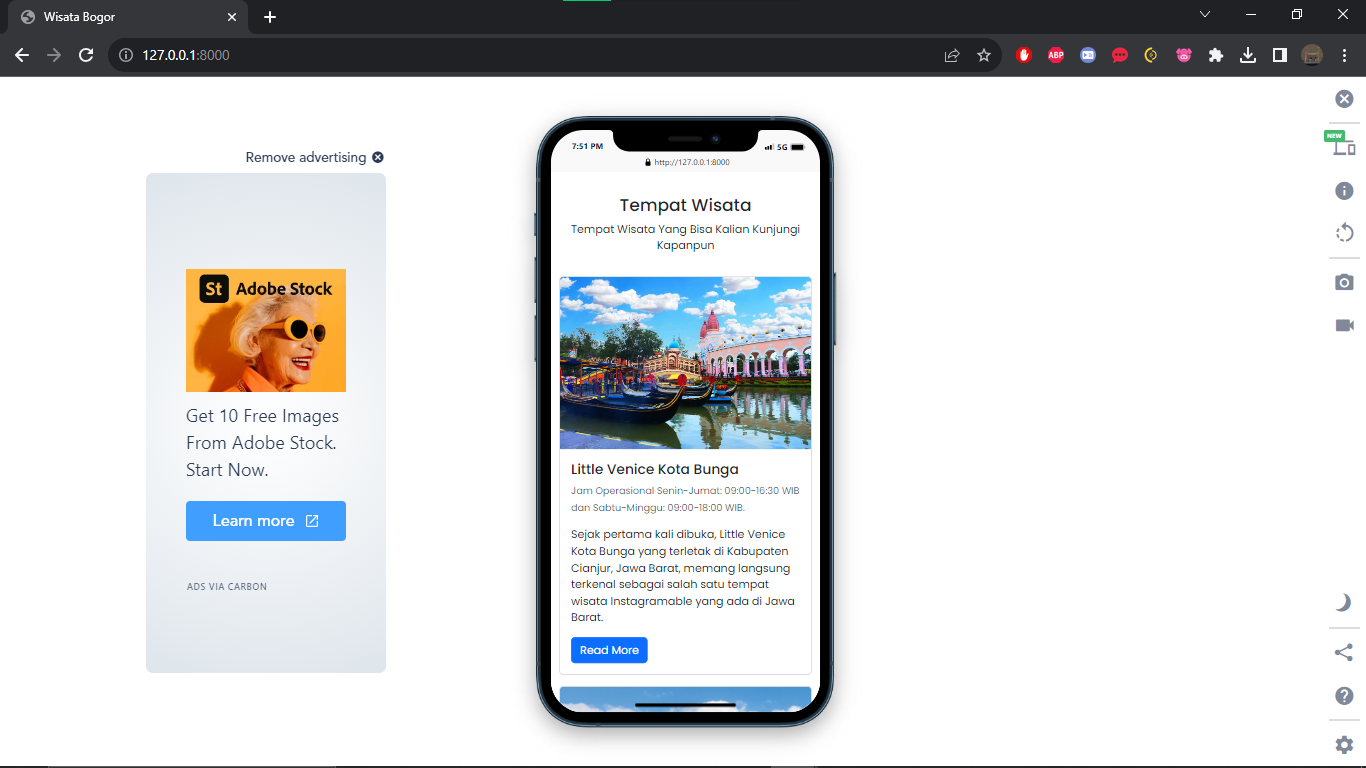 Wisata Bogor
127.0.0.1:8000
ABP
NEW
Remove advertising
St Adobe Stock
Get 10 Free Images
From Adobe Stock.
Start Now.
Learn more
ADS VIA CARBON
7:51 PM
5G
http://127.0.0.1:8000
Tempat Wisata
Tempat Wisata Yang Bisa Kalian Kunjungi
Kapanpun
Little Venice Kota Bunga
Jam Operasional Senin-Jumat: 09:00-16:30 WIB
dan Sabtu-Minggu: 09:00-18:00 WIB.
Sejak pertama kali dibuka, Little Venice
Kota Bunga yang terletak di Kabupaten
Cianjur, Jawa Barat, memang langsung
terkenal sebagai salah satu tempat
wisata Instagramable yang ada di Jawa
Barat.
Read More